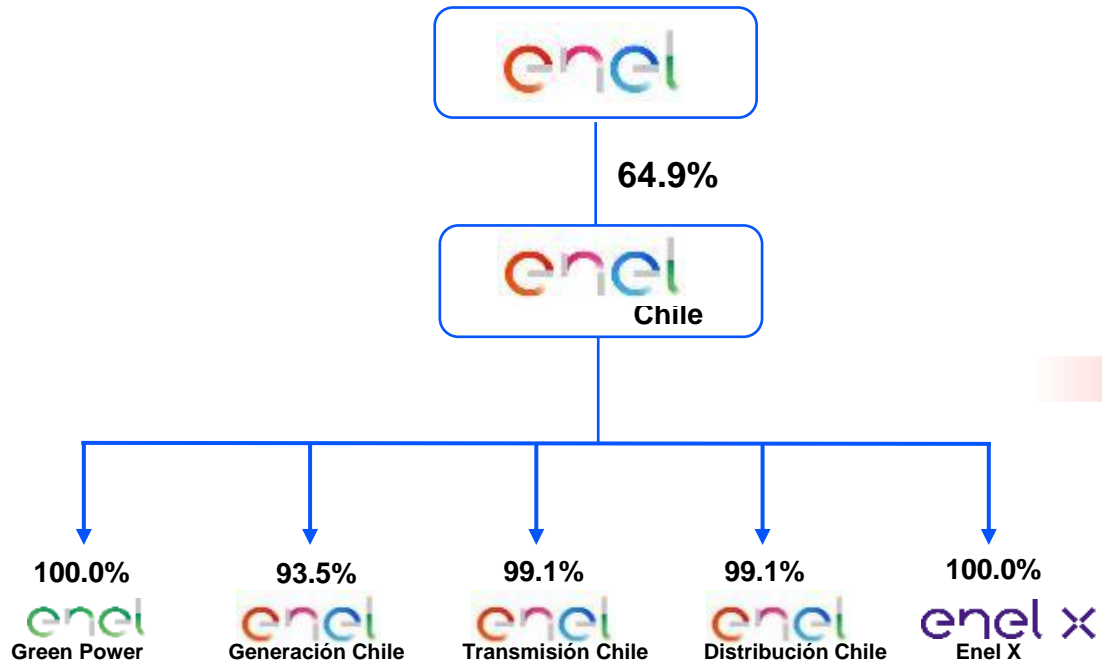 enel
64.9%
enel
Chile
100.0% 93.5% 99.1% 99.1% 100.0%
enel enel enel enel enel x
Green Power Generación Chile Transmisión Chile Distribución Chile Enel X